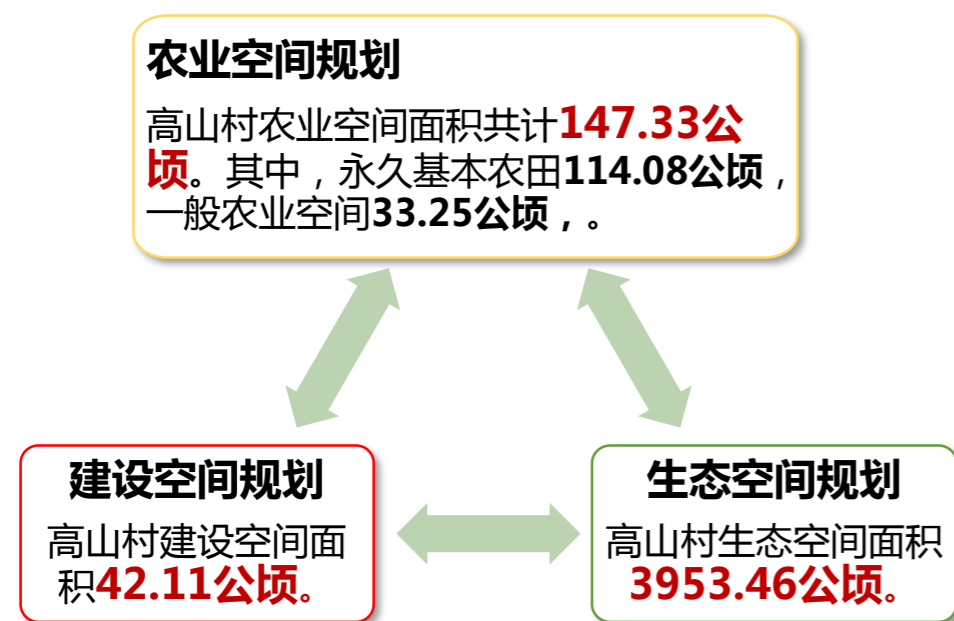 农业空间规划
高山村农业空间面积共计147.33公
顷。其中，永久基本农田114.08公顷，
一般农业空间33.25公顷，。
建设空间规划
高山村建设空间面
积42.11公顷。
生态空间规划
高山村生态空间面积
3953.46公顷。